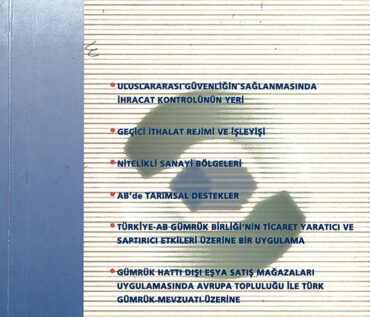 • ULUSLARARASI GÜVENLİĞİN SAĞLANMASINDA
İHRACAT KONTROLÜNÜN YERİ
• GEÇİCİ İTHALAT REJİMİ VE İŞLEYİŞİ
• NİTELİKLİ SANAYİ BÖLGELERİ
• AB'de TARIMSAL DESTEKLER
• TÜRKİYE-AB GÜMRÜK BİRLİĞİ'NİN TİCARET YARATICI VE
SAPTIRICI ETKİLERİ ÜZERİNE BİR UYGULAMA
• GÜMRÜK HATTI DIŞI EŞYA SATIŞ MAĞAZALARI
UYGULAMASINDA AVRUPA TOPLULUĞU İLE TÜRK
GÜMRÜK MEVZUATI ÜZERİNE